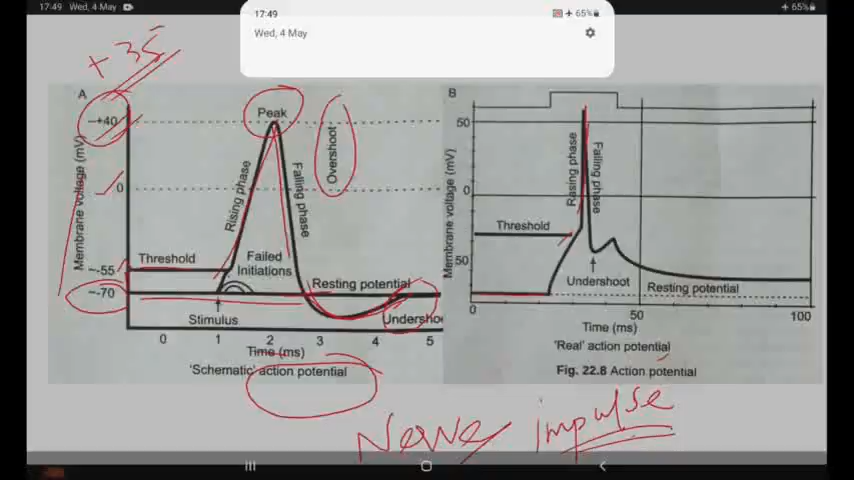 17:49 Wed, 4 May
+ 65%
17:49
+ 65%
Wed, 4 May
+ 35
A
Peak
+40
Overshoot
Membrane voltage (mV)
0
Rising phase
Falling phase
Threshold
Failed
Initiations
-55
Resting potential
-70
Undershoo
Stimulus
0 1 2 3 4 5
Time (ms)
'Schematic' action potential
B
50
Membrane voltage (mV)
0
Rasing phase
Falling phase
Threshold
50
Undershoot
Resting potential
0 50 100
Time (ms)
'Real' action potential
Fig. 22.8 Action potential
Nerve impulse